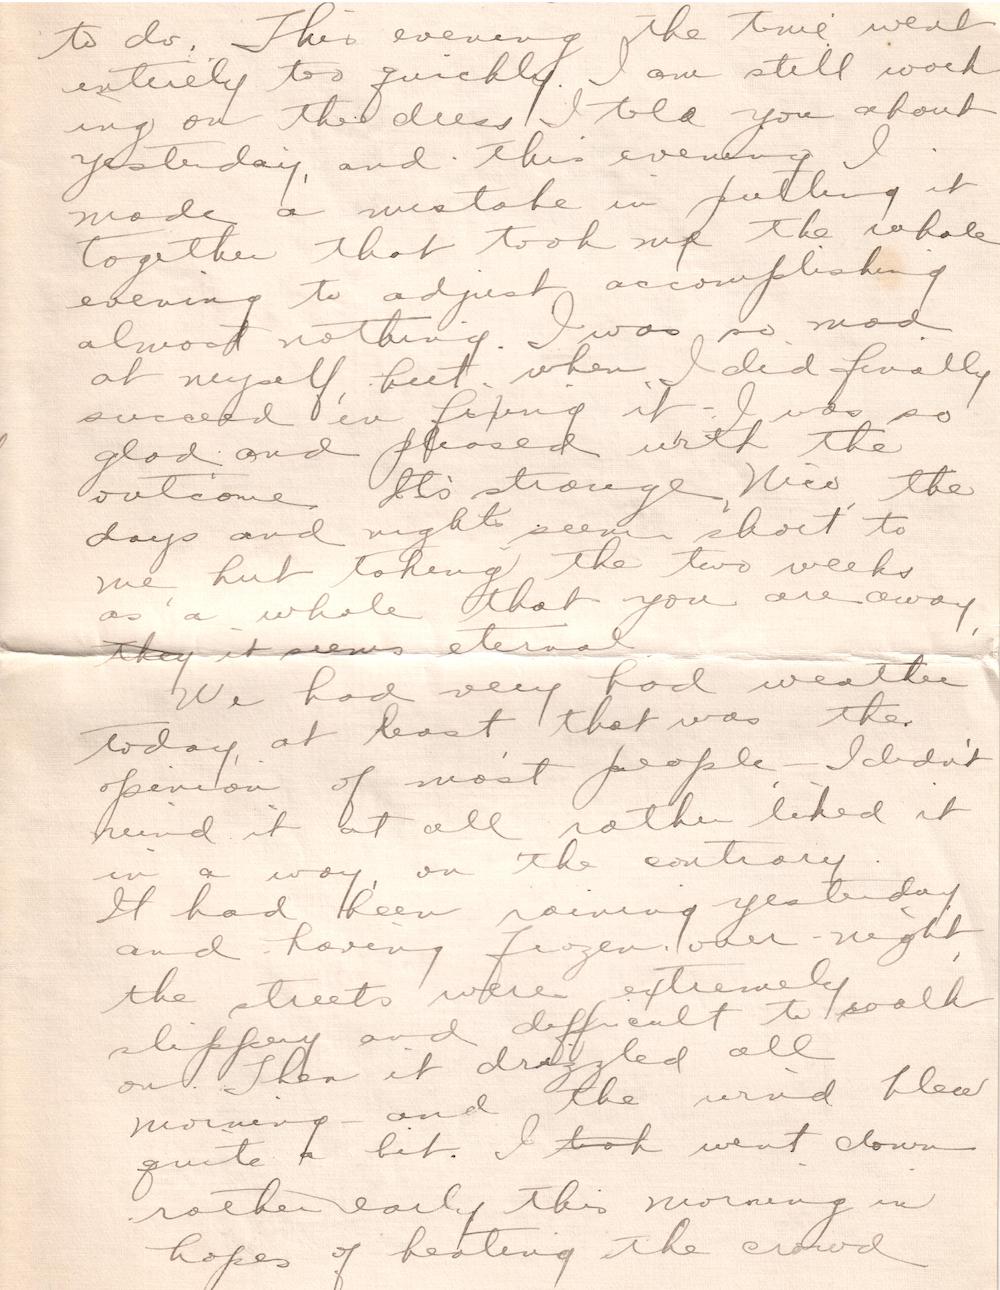 to do. This evening the time went
entirely too quickly. I am still work
ing on the dress I told you about
yesterday, and this evening I
made a mistake in putting it
together that took me the whole
evening to adjust accomplishing
almost nothing. I was so mad
at myself, but when I did finally
succeed in fixing it - I was so
glad and pleased with the
outcome. It's strange, Nico, the
days and nights seem short to
me, but taking the two weeks
as a whole that you are away,
they it seems eternal
We had very bad weather
today, at least that was the
opinion of most people - I didn't
mind it at all rather liked it
in a way, on the contrary.
It had been raining yesterday
and having frozen over-night,
the streets were extremely
slippery and difficult to walk
on. Then it drizzled all
morning - and the wind blew
quite a bit. I took went down
rather early this morning in
hopes of beating the crowd